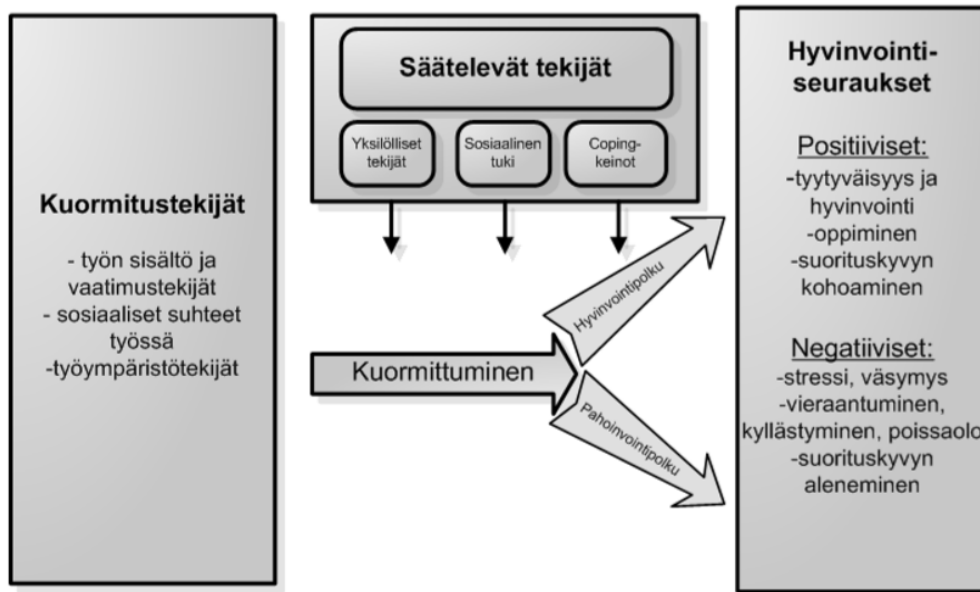 Kuormitustekijät
- työn sisältö ja
vaatimustekijät
- sosiaaliset suhteet
työssä
-työympäristötekijät
Säätelevät tekijät
Yksilölliset
tekijät
Sosiaalinen
tuki
Coping-
keinot
Kuormittuminen
Hyvinvointipolku
Pahoinvointipolku
Hyvinvointi-
seuraukset
Positiiviset:
-tyytyväisyys ja
hyvinvointi
-oppiminen
-suorituskyvyn
kohoaminen
Negatiiviset:
-stressi, väsymys
-vieraantuminen,
kyllästyminen, poissaolo
-suorituskyvyn
aleneminen